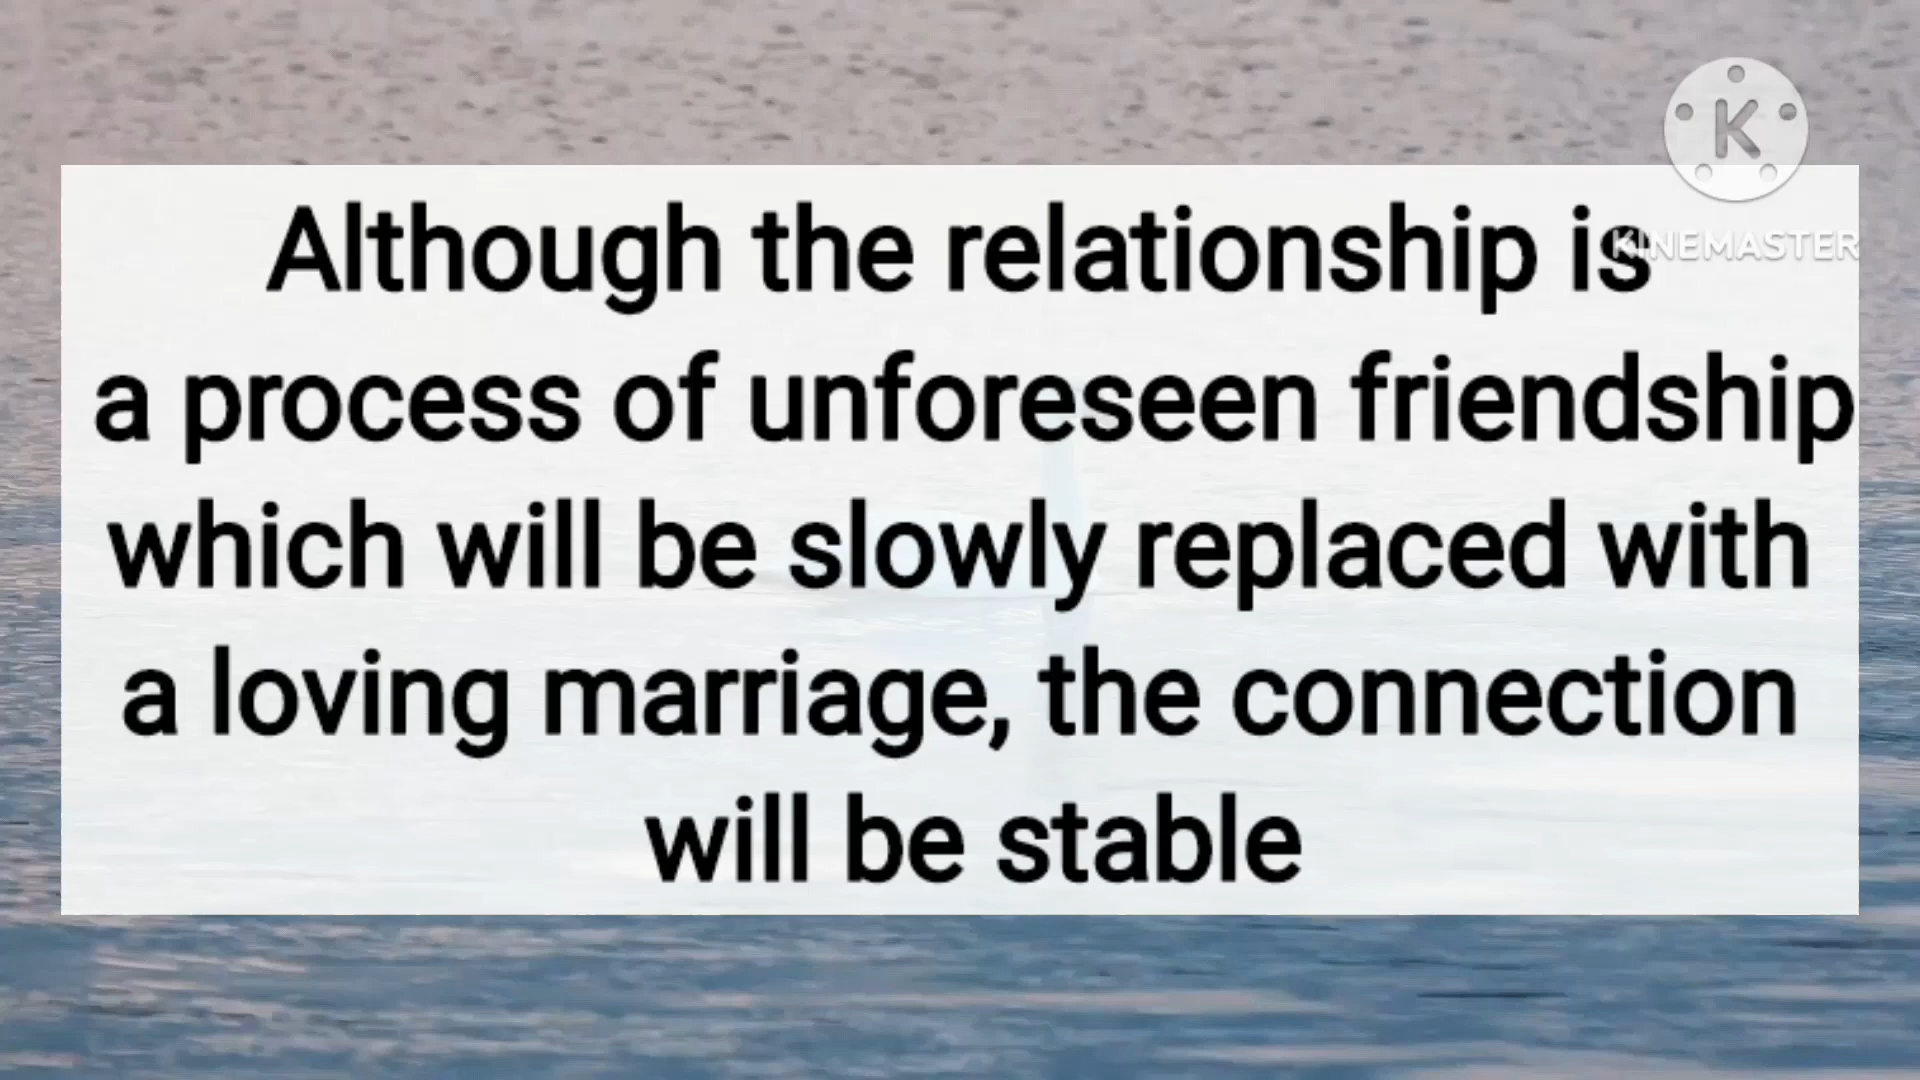 K
KINEMASTER
Although the relationship is
a process of unforeseen friendship
which will be slowly replaced with
a loving marriage, the connection
will be stable